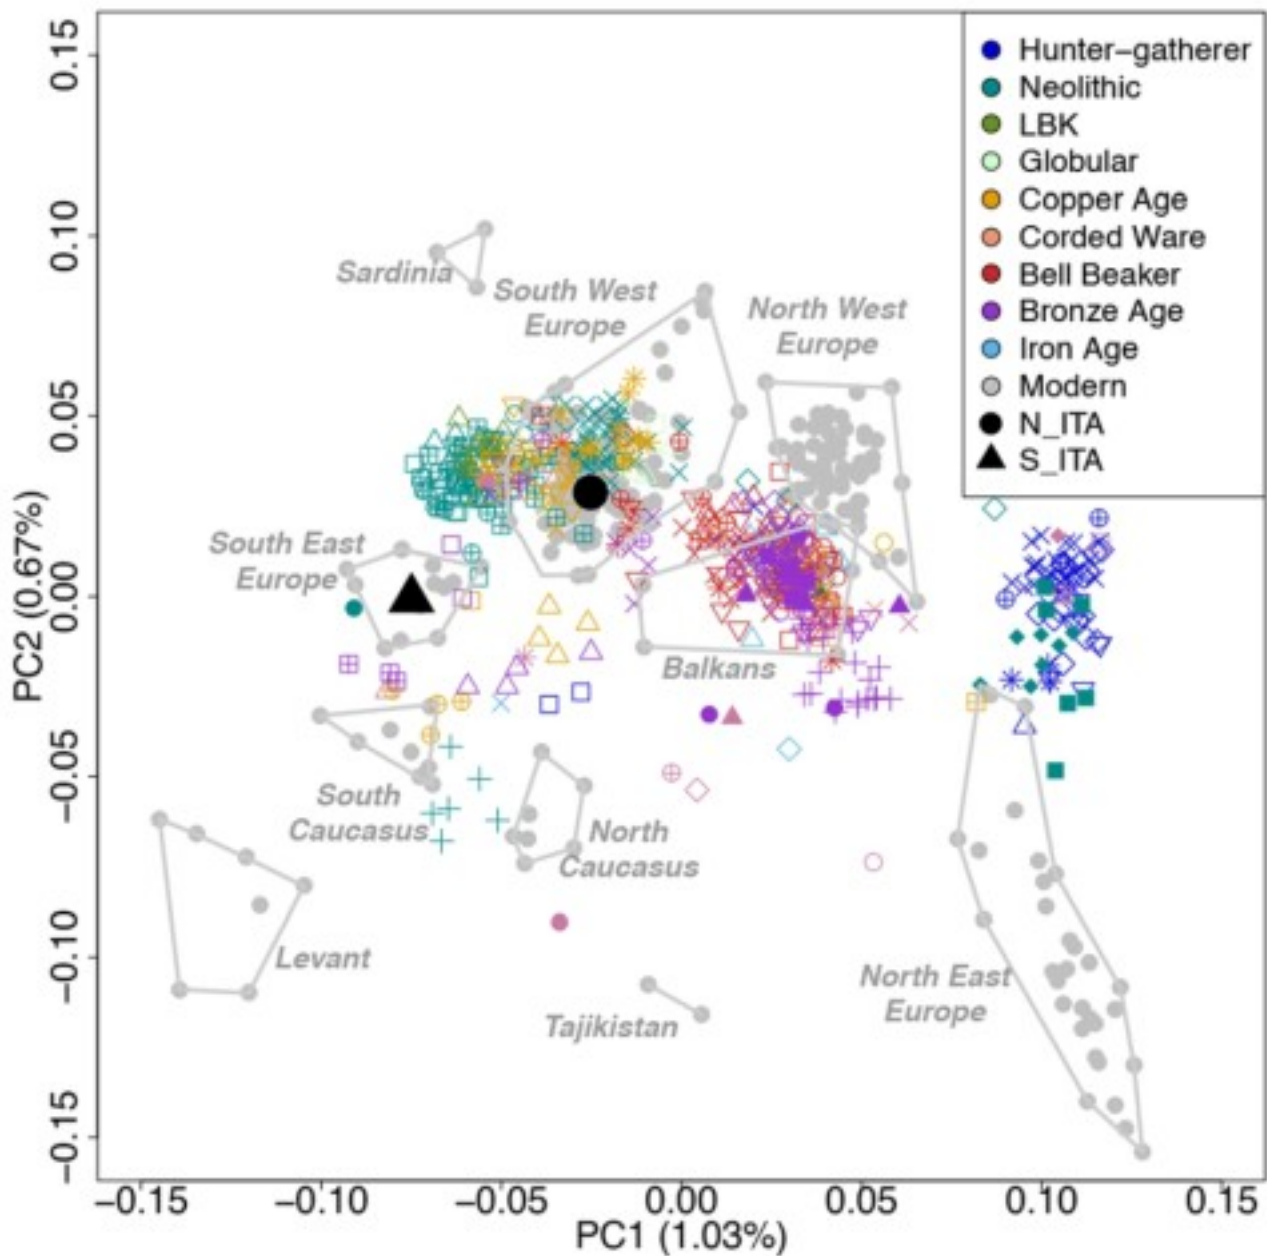 PC2 (0.67%)
0.15
0.10
0.05
0.00
−0.05
−0.10
−0.15
Hunter−gatherer
Neolithic
LBK
Globular
Copper Age
Corded Ware
Bell Beaker
Bronze Age
Iron Age
Modern
N_ITA
S_ITA
Sardinia
South West
Europe
North West
Europe
South East
Europe
Balkans
South
Caucasus
North
Caucasus
Levant
Tajikistan
North East
Europe
−0.15 −0.10 −0.05 0.00 0.05 0.10 0.15
PC1 (1.03%)